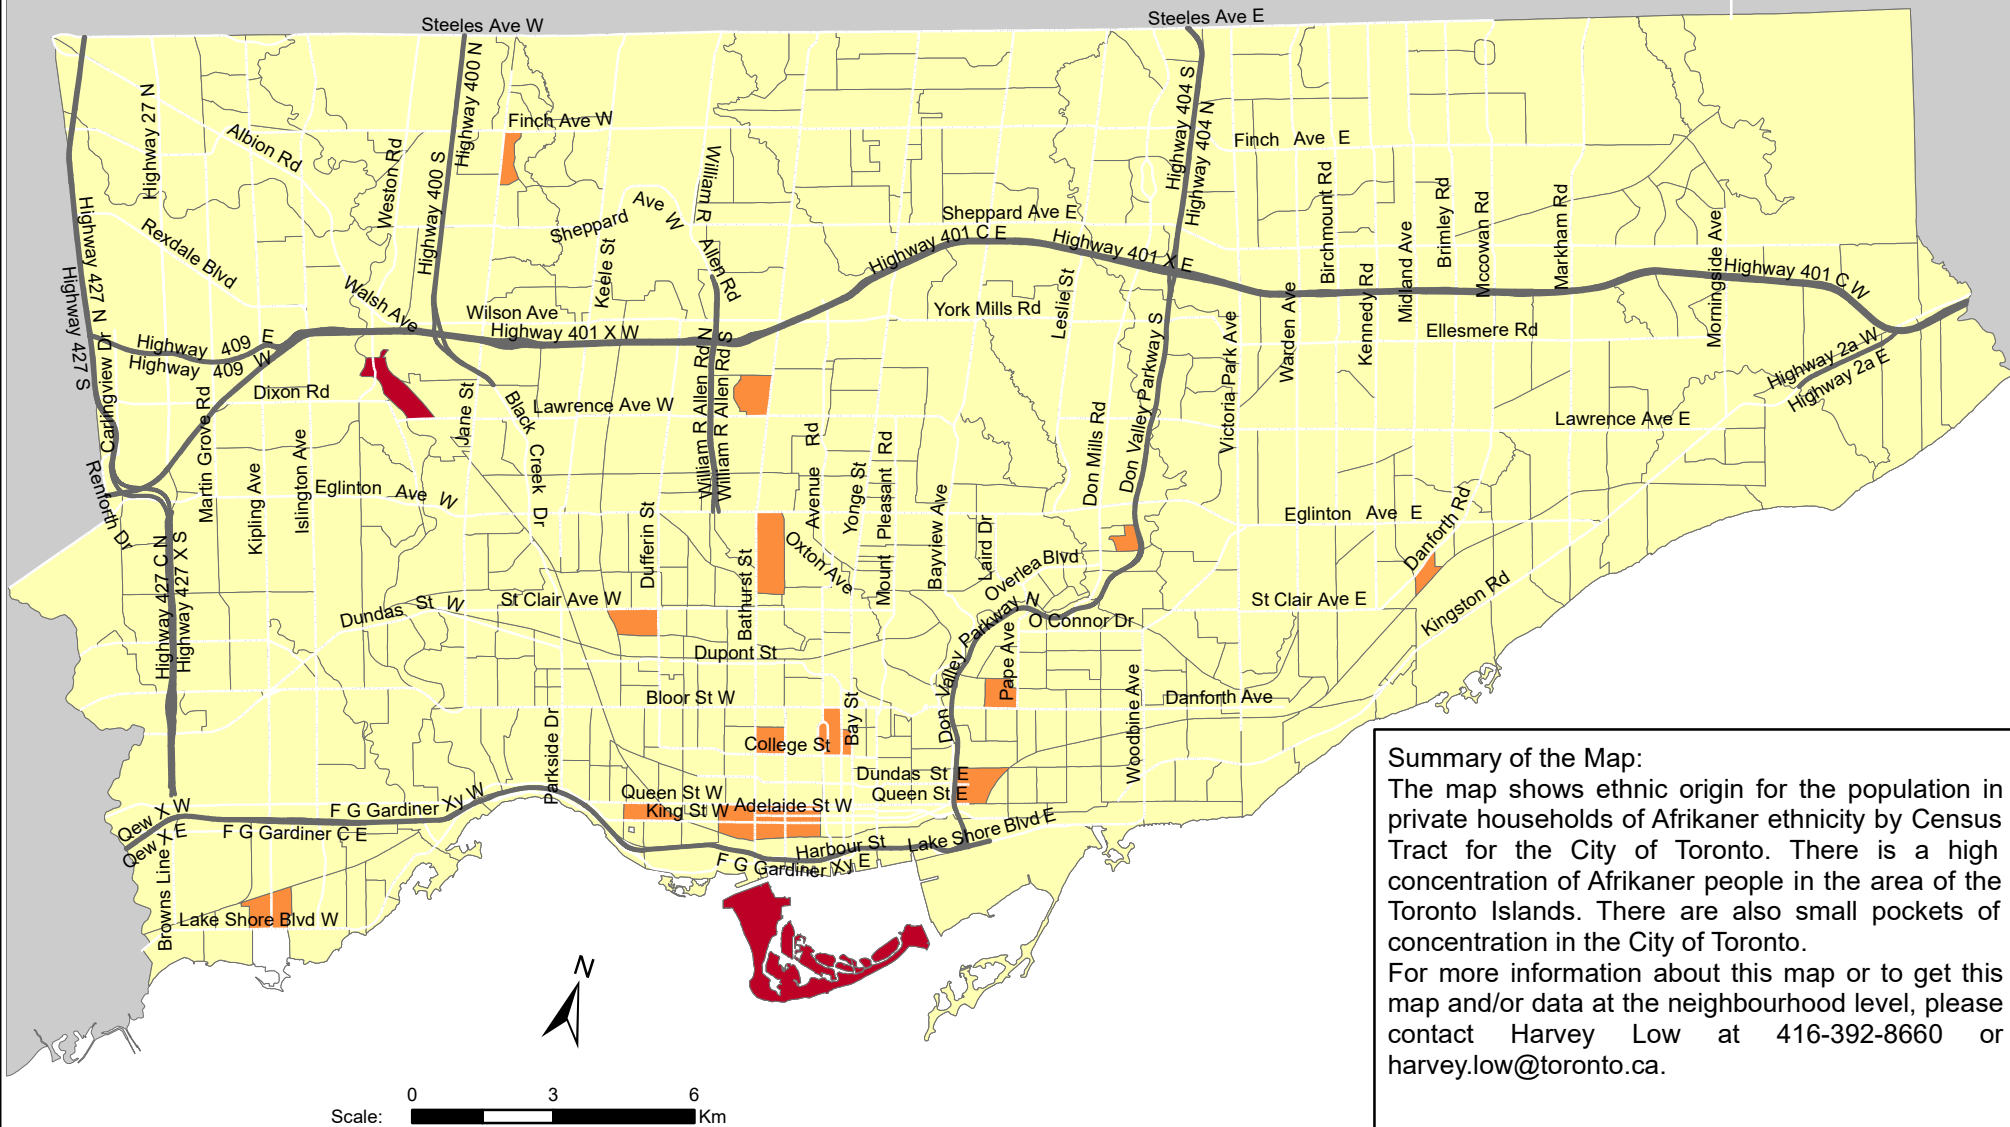 Steeles Ave W
Steeles Ave E
Highway 27 N
Albion Rd
Weston Rd
Highway 400 N
Highway 400 S
Finch Ave W
William R Allen Rd
Sheppard Ave W
Keele St
Highway 404 S
Highway 404 N
Finch Ave E
Sheppard Ave E
Highway 401 C E
Highway 401 X E
Birchmount Rd
Midland Ave
Brimley Rd
Mccowan Rd
Markham Rd
Morningside Ave
Highway 401 C W
Highway 427 N
Highway 427 S
Rexdale Blvd
Walsh Ave
Wilson Ave
Highway 401 X W
York Mills Rd
Leslie St
Warden Ave
Kennedy Rd
Ellesmere Rd
Highway 2a W
Highway 2a E
Highway 409 E
Highway 409 W
Carlingview Dr
Dixon Rd
Martin Grove Rd
Jane St
Black Creek Dr
Lawrence Ave W
William R Allen Rd N
William R Allen Rd S
Don Valley Parkway S
Victoria Park Ave
Lawrence Ave E
Renforth Dr
Kipling Ave
Islington Ave
Eglinton Ave W
Dufferin St
Avenue Rd
Yonge St
Mount Pleasant Rd
Bayview Ave
Laird Dr
Don Mills Rd
Eglinton Ave E
Danforth Rd
Highway 427 C N
Highway 427 X S
Bathurst St
Oxton Ave
Overlea Blvd
Dundas St W
St Clair Ave W
St Clair Ave E
Kingston Rd
Don Valley Parkway N
O Connor Dr
Pape Ave
Dupont St
Bloor St W
Bay St
Woodbine Ave
Danforth Ave
Parkside Dr
College St
Dundas St E
Queen St E
Queen St W
King St W
Adelaide St W
Qew X W
Qew X E
F G Gardiner Xy W
F G Gardiner C E
Harbour St
Lake Shore Blvd E
F G Gardiner Xy E
Browns Line
Lake Shore Blvd W
N
Scale:
0 3 6
Km
Summary of the Map:
The map shows ethnic origin for the population in
private households of Afrikaner ethnicity by Census
Tract for the City of Toronto. There is a high
concentration of Afrikaner people in the area of the
Toronto Islands. There are also small pockets of
concentration in the City of Toronto.
For more information about this map or to get this
map and/or data at the neighbourhood level, please
contact Harvey Low at 416-392-8660 or
harvey.low@toronto.ca.